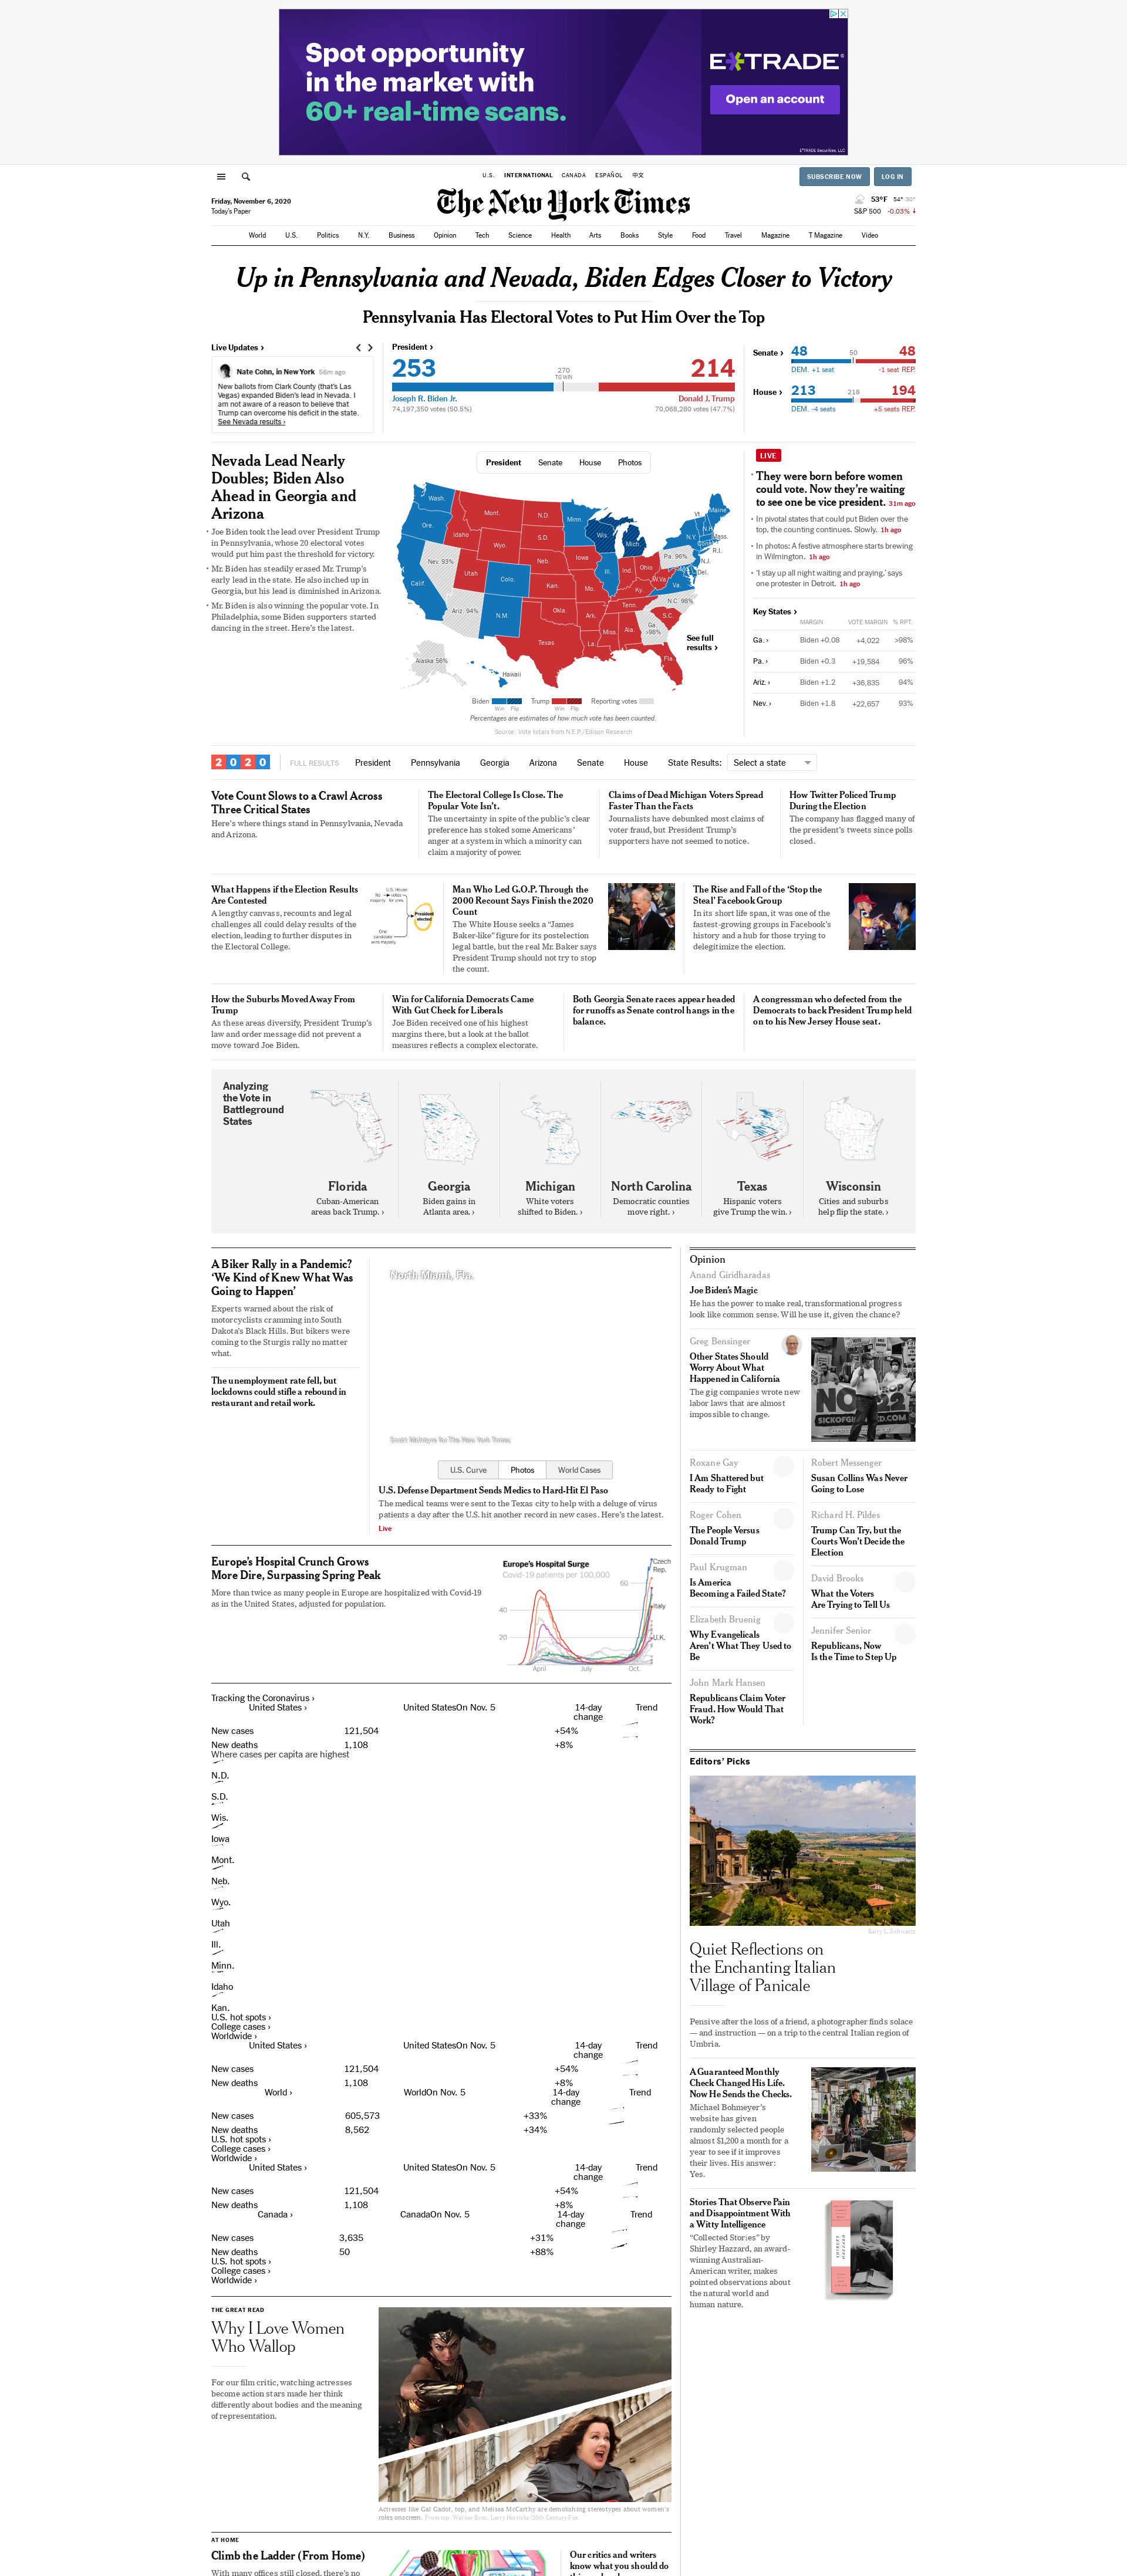 Spot opportunity
in the market with
60+ real-time scans.
E*TRADE
Open an account
E*TRADE Securities, LLC
U.S.
INTERNATIONAL
CANADA
ESPAÑOL
中文
SUBSCRIBE NOW
LOG IN
Friday, November 6, 2020
Today's Paper
The New York Times
53°F 54° 30°
S&P 500 -0.03%
World U.S. Politics N.Y. Business Opinion Tech Science Health Arts Books Style Food Travel Magazine T Magazine Video
Up in Pennsylvania and Nevada, Biden Edges Closer to Victory
Pennsylvania Has Electoral Votes to Put Him Over the Top
Live Updates ›
Nate Cohn, in New York 56m ago
New ballots from Clark County (that's Las
Vegas) expanded Biden's lead in Nevada. I
am not aware of a reason to believe that
Trump can overcome his deficit in the state.
See Nevada results ›
President ›
253
270
TO WIN
214
Joseph R. Biden Jr.
Donald J. Trump
74,197,350 votes (50.5%)
70,068,280 votes (47.7%)
Senate ›
48 50 48
DEM. +1 seat -1 seat REP.
House ›
213 218 194
DEM. -4 seats +5 seats REP.
Nevada Lead Nearly
Doubles; Biden Also
Ahead in Georgia and
Arizona
• Joe Biden took the lead over President Trump
in Pennsylvania, whose 20 electoral votes
would put him past the threshold for victory.
• Mr. Biden has steadily erased Mr. Trump's
early lead in the state. He also inched up in
Georgia, but his lead is diminished in Arizona.
• Mr. Biden is also winning the popular vote. In
Philadelphia, some Biden supporters started
dancing in the street. Here's the latest.
President Senate House Photos
Wash.
Ore.
Calif.
Nev. 93%
Idaho
Mont.
Wyo.
Utah
Colo.
Ariz. 94%
N.M.
N.D.
S.D.
Neb.
Kan.
Okla.
Texas
Minn.
Iowa
Mo.
Ark.
La.
Wis.
Ill.
Mich.
Ind.
Ohio
Ky.
Tenn.
Miss.
Ala.
Ga.
>98%
Fla.
S.C.
N.C. 98%
Va.
W.Va.
Pa. 96%
N.Y.
Vt.
N.H.
Maine
Mass.
Conn.
R.I.
N.J.
Del.
Alaska 56%
Hawaii
See full
results ›
Biden
Win Flip
Trump
Win Flip
Reporting votes
Percentages are estimates of how much vote has been counted.
Source: Vote totals from N.E.P./Edison Research
LIVE
• They were born before women
could vote. Now they're waiting
to see one be vice president. 31m ago
• In pivotal states that could put Biden over the
top, the counting continues. Slowly. 1h ago
• In photos: A festive atmosphere starts brewing
in Wilmington. 1h ago
• 'I stay up all night waiting and praying,' says
one protester in Detroit. 1h ago
Key States ›
MARGIN VOTE MARGIN % RPT.
Ga. › Biden +0.08 +4,022 >98%
Pa. › Biden +0.3 +19,584 96%
Ariz. › Biden +1.2 +36,835 94%
Nev. › Biden +1.8 +22,657 93%
2020
FULL RESULTS President Pennsylvania Georgia Arizona Senate House State Results: Select a state
Vote Count Slows to a Crawl Across
Three Critical States
Here's where things stand in Pennsylvania, Nevada
and Arizona.
The Electoral College Is Close. The
Popular Vote Isn't.
The uncertainty in spite of the public's clear
preference has stoked some Americans'
anger at a system in which a minority can
claim a majority of power.
Claims of Dead Michigan Voters Spread
Faster Than the Facts
Journalists have debunked most claims of
voter fraud, but President Trump's
supporters have not seemed to notice.
How Twitter Policed Trump
During the Election
The company has flagged many of
the president's tweets since polls
closed.
What Happens if the Election Results
Are Contested
A lengthy canvass, recounts and legal
challenges all could delay results of the
election, leading to further disputes in
the Electoral College.
No
majority
U.S. House
votes
for pres.
President
elected
One
candidate
wins majority
Man Who Led G.O.P. Through the
2000 Recount Says Finish the 2020
Count
The White House seeks a "James
Baker-like" figure for its postelection
legal battle, but the real Mr. Baker says
President Trump should not try to stop
the count.
The Rise and Fall of the 'Stop the
Steal' Facebook Group
In its short life span, it was one of the
fastest-growing groups in Facebook's
history and a hub for those trying to
delegitimize the election.
How the Suburbs Moved Away From
Trump
As these areas diversify, President Trump's
law and order message did not prevent a
move toward Joe Biden.
Win for California Democrats Came
With Gut Check for Liberals
Joe Biden received one of his highest
margins there, but a look at the ballot
measures reflects a complex electorate.
Both Georgia Senate races appear headed
for runoffs as Senate control hangs in the
balance.
A congressman who defected from the
Democrats to back President Trump held
on to his New Jersey House seat.
Analyzing
the Vote in
Battleground
States
Florida
Cuban-American
areas back Trump. ›
Georgia
Biden gains in
Atlanta area. ›
Michigan
White voters
shifted to Biden. ›
North Carolina
Democratic counties
move right. ›
Texas
Hispanic voters
give Trump the win. ›
Wisconsin
Cities and suburbs
help flip the state. ›
A Biker Rally in a Pandemic?
'We Kind of Knew What Was
Going to Happen'
Experts warned about the risk of
motorcyclists cramming into South
Dakota's Black Hills. But bikers were
coming to the Sturgis rally no matter
what.
The unemployment rate fell, but
lockdowns could stifle a rebound in
restaurant and retail work.
North Miami, Fla.
Scott McIntyre for The New York Times
U.S. Curve Photos World Cases
U.S. Defense Department Sends Medics to Hard-Hit El Paso
The medical teams were sent to the Texas city to help with a deluge of virus
patients a day after the U.S. hit another record in new cases. Here's the latest.
Live
Europe's Hospital Crunch Grows
More Dire, Surpassing Spring Peak
More than twice as many people in Europe are hospitalized with Covid-19
as in the United States, adjusted for population.
Europe's Hospital Surge
Covid-19 patients per 100,000
60
40
20
Czech
Rep.
Italy
U.K.
April July Oct.
Tracking the Coronavirus ›
United States › United StatesOn Nov. 5 14-day
change Trend
New cases 121,504 +54%
New deaths 1,108 +8%
Where cases per capita are highest
N.D.
S.D.
Wis.
Iowa
Mont.
Neb.
Wyo.
Utah
Ill.
Minn.
Idaho
Kan.
U.S. hot spots ›
College cases ›
Worldwide ›
United States › United StatesOn Nov. 5 14-day
change Trend
New cases 121,504 +54%
New deaths 1,108 +8%
World › WorldOn Nov. 5 14-day
change Trend
New cases 605,573 +33%
New deaths 8,562 +34%
U.S. hot spots ›
College cases ›
Worldwide ›
United States › United StatesOn Nov. 5 14-day
change Trend
New cases 121,504 +54%
New deaths 1,108 +8%
Canada › CanadaOn Nov. 5 14-day
change Trend
New cases 3,635 +31%
New deaths 50 +88%
U.S. hot spots ›
College cases ›
Worldwide ›
THE GREAT READ
Why I Love Women
Who Wallop
For our film critic, watching actresses
become action stars made her think
differently about bodies and the meaning
of representation.
Actresses like Gal Gadot, top, and Melissa McCarthy are demolishing stereotypes about women's
roles onscreen. From top: Warner Bros.; Larry Horricks/20th Century Fox
AT HOME
Climb the Ladder (From Home)
With many offices still closed, there's no
Our critics and writers
know what you should do
Opinion
Anand Giridharadas
Joe Biden's Magic
He has the power to make real, transformational progress
look like common sense. Will he use it, given the chance?
Greg Bensinger
Other States Should
Worry About What
Happened in California
The gig companies wrote new
labor laws that are almost
impossible to change.
NO 22
Roxane Gay
I Am Shattered but
Ready to Fight
Roger Cohen
The People Versus
Donald Trump
Paul Krugman
Is America
Becoming a Failed State?
Elizabeth Bruenig
Why Evangelicals
Aren't What They Used to
Be
John Mark Hansen
Republicans Claim Voter
Fraud. How Would That
Work?
Robert Messenger
Susan Collins Was Never
Going to Lose
Richard H. Pildes
Trump Can Try, but the
Courts Won't Decide the
Election
David Brooks
What the Voters
Are Trying to Tell Us
Jennifer Senior
Republicans, Now
Is the Time to Step Up
Editors' Picks
Barry L. Schwartz
Quiet Reflections on
the Enchanting Italian
Village of Panicale
Pensive after the loss of a friend, a photographer finds solace
— and instruction — on a trip to the central Italian region of
Umbria.
A Guaranteed Monthly
Check Changed His Life.
Now He Sends the Checks.
Michael Bohmeyer's
website has given
randomly selected people
almost $1,200 a month for a
year to see if it improves
their lives. His answer:
Yes.
Stories That Observe Pain
and Disappointment With
a Witty Intelligence
"Collected Stories" by
Shirley Hazzard, an award-
winning Australian-
American writer, makes
pointed observations about
the natural world and
human nature.
SHIRLEY HAZZARD